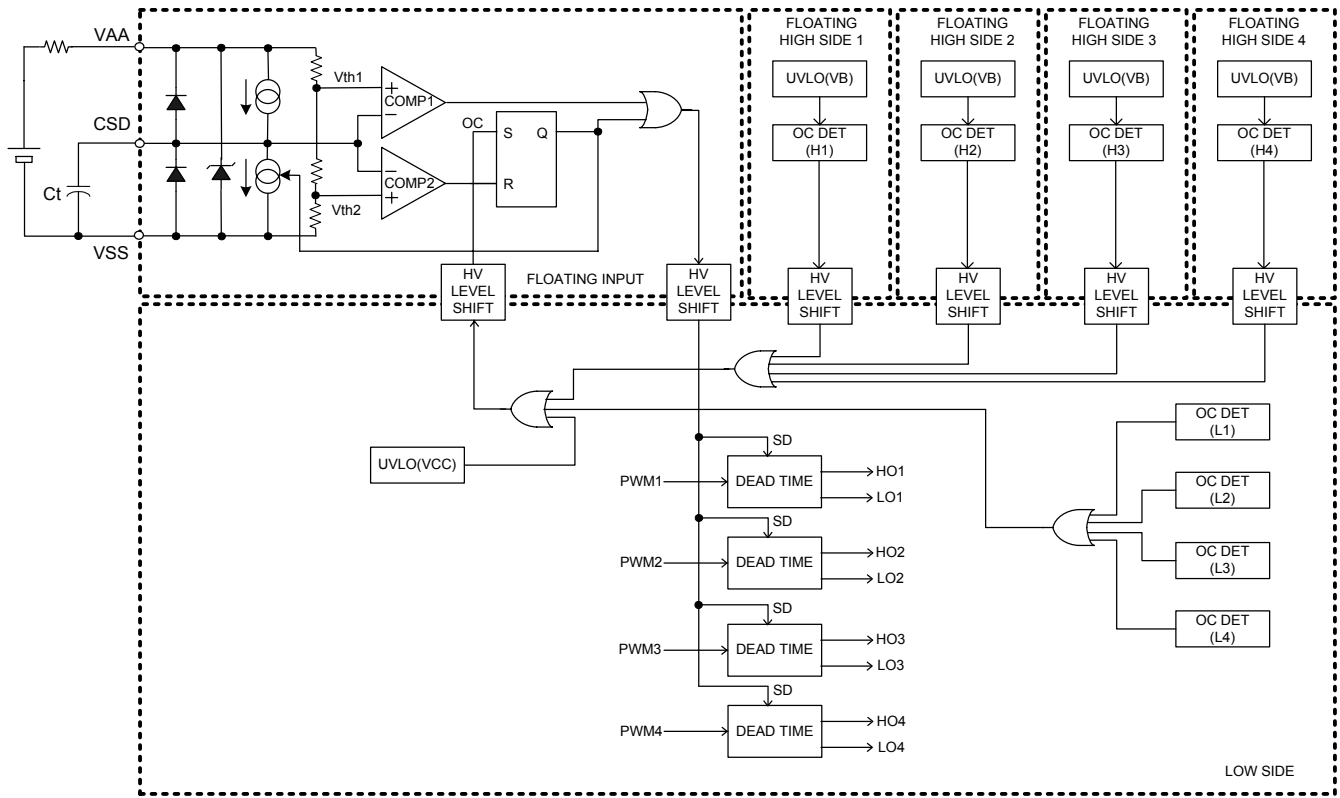 VAA
CSD
Ct
VSS
Vth1
Vth2
+
COMP1
−
−
COMP2
+
OC
S
Q
R
FLOATING INPUT
HV
LEVEL
SHIFT
HV
LEVEL
SHIFT
FLOATING
HIGH SIDE 1
UVLO(VB)
OC DET
(H1)
HV
LEVEL
SHIFT
FLOATING
HIGH SIDE 2
UVLO(VB)
OC DET
(H2)
HV
LEVEL
SHIFT
FLOATING
HIGH SIDE 3
UVLO(VB)
OC DET
(H3)
HV
LEVEL
SHIFT
FLOATING
HIGH SIDE 4
UVLO(VB)
OC DET
(H4)
HV
LEVEL
SHIFT
UVLO(VCC)
SD
PWM1
DEAD TIME
HO1
LO1
SD
PWM2
DEAD TIME
HO2
LO2
SD
PWM3
DEAD TIME
HO3
LO3
SD
PWM4
DEAD TIME
HO4
LO4
OC DET
(L1)
OC DET
(L2)
OC DET
(L3)
OC DET
(L4)
LOW SIDE